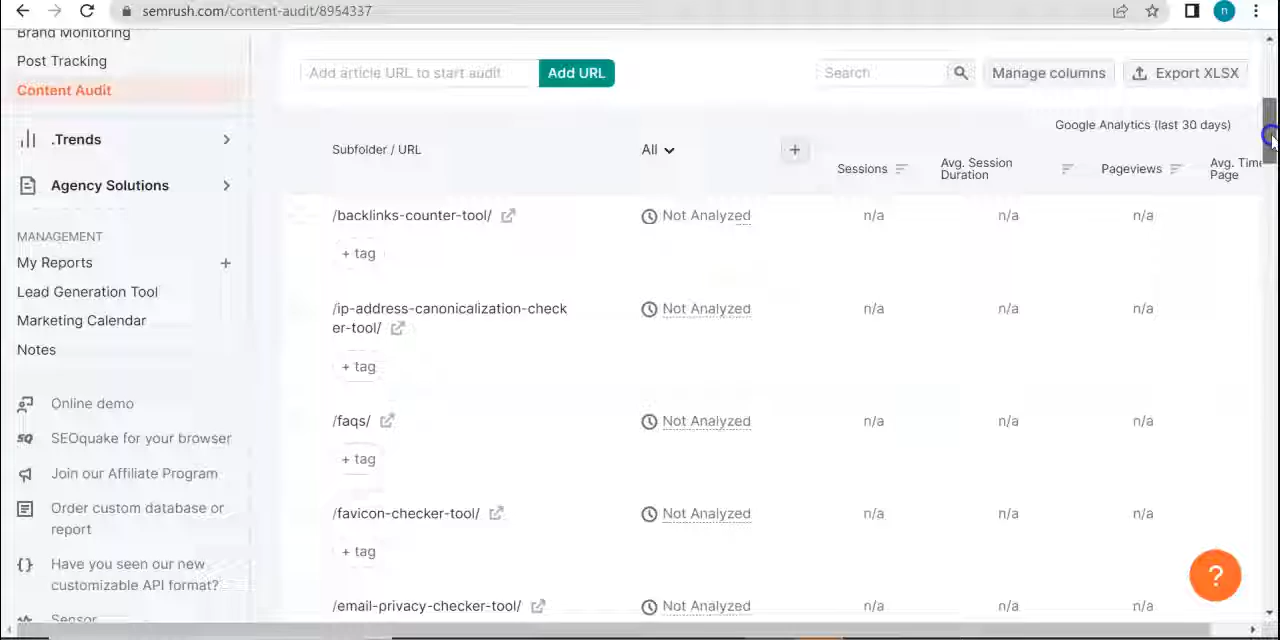 semrush.com/content-audit/8954337
n
Brand Monitoring
Post Tracking
Content Audit
.Trends
Agency Solutions
MANAGEMENT
My Reports
+
Lead Generation Tool
Marketing Calendar
Notes
Online demo
SEOquake for your browser
Join our Affiliate Program
Order custom database or
report
{} Have you seen our new
customizable API format?
Sensor
Add article URL to start audit
Add URL
Search
Manage columns
Export XLSX
Google Analytics (last 30 days)
Subfolder / URL
All
+
Sessions
Avg. Session
Duration
Pageviews
Avg. Time
Page
/backlinks-counter-tool/ Not Analyzed n/a n/a n/a
+ tag
/ip-address-canonicalization-check
er-tool/
Not Analyzed n/a n/a n/a
+ tag
/faqs/ Not Analyzed n/a n/a n/a
+ tag
/favicon-checker-tool/ Not Analyzed n/a n/a n/a
+ tag
/email-privacy-checker-tool/ Not Analyzed n/a n/a n/a
?